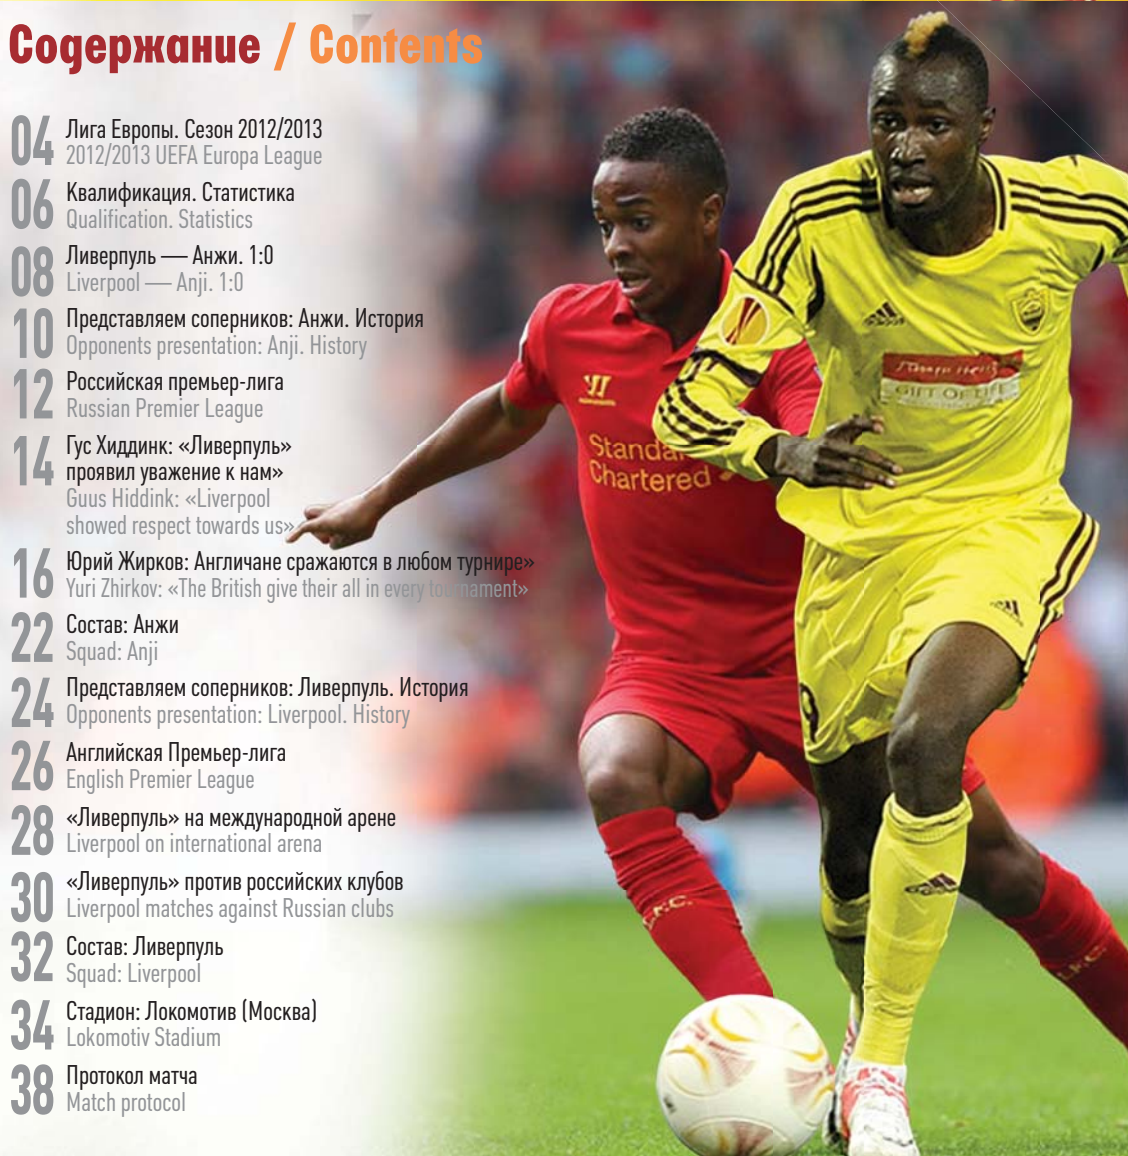 Содержание / Contents
04
Лига Европы. Сезон 2012/2013
2012/2013 UEFA Europa League
06
Квалификация. Статистика
Qualification. Statistics
08
Ливерпуль — Анжи. 1:0
Liverpool — Anji. 1:0
10
Представляем соперников: Анжи. История
Opponents presentation: Anji. History
12
Российская премьер-лига
Russian Premier League
14
Гус Хиддинк: «Ливерпуль»
проявил уважение к нам»
Guus Hiddink: «Liverpool
showed respect towards us»
16
Юрий Жирков: Англичане сражаются в любом турнире»
Yuri Zhirkov: «The British give their all in every tournament»
22
Состав: Анжи
Squad: Anji
24
Представляем соперников: Ливерпуль. История
Opponents presentation: Liverpool. History
26
Английская Премьер-лига
English Premier League
28
«Ливерпуль» на международной арене
Liverpool on international arena
30
«Ливерпуль» против российских клубов
Liverpool matches against Russian clubs
32
Состав: Ливерпуль
Squad: Liverpool
34
Стадион: Локомотив (Москва)
Lokomotiv Stadium
38
Протокол матча
Match protocol
Standa
Chartered
GIFT OF LIFE
9
L.F.C.
L.F.C.